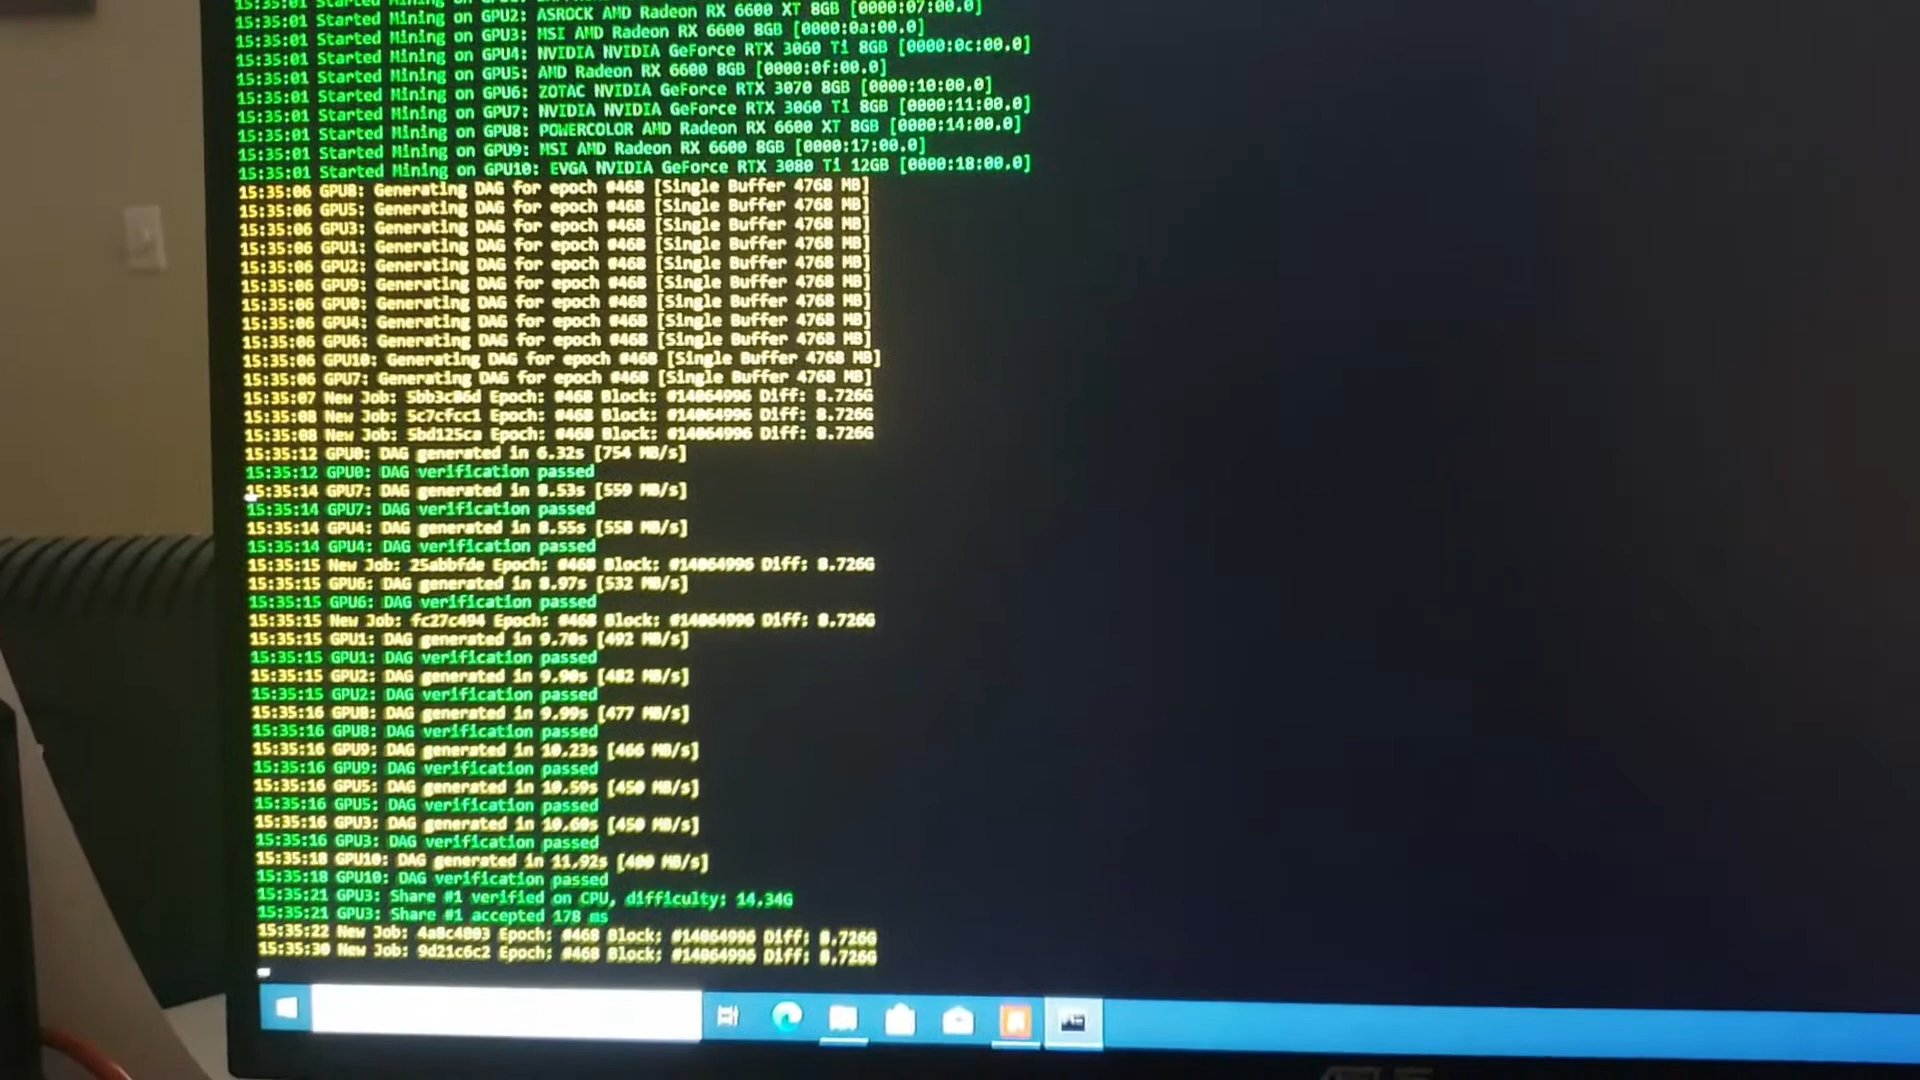 15:35:01 Started Mining on GPU2: ASROCK AMD Radeon RX 6600 XT 8GB [0000:07:00.0]
15:35:01 Started Mining on GPU3: MSI AMD Radeon RX 6600 8GB [0000:0a:00.0]
15:35:01 Started Mining on GPU4: NVIDIA NVIDIA GeForce RTX 3060 Ti 8GB [0000:0c:00.0]
15:35:01 Started Mining on GPU5: AMD Radeon RX 6600 8GB [0000:0f:00.0]
15:35:01 Started Mining on GPU6: ZOTAC NVIDIA GeForce RTX 3070 8GB [0000:10:00.0]
15:35:01 Started Mining on GPU7: NVIDIA NVIDIA GeForce RTX 3060 Ti 8GB [0000:11:00.0]
15:35:01 Started Mining on GPU8: POWERCOLOR AMD Radeon RX 6600 XT 8GB [0000:14:00.0]
15:35:01 Started Mining on GPU9: MSI AMD Radeon RX 6600 8GB [0000:17:00.0]
15:35:01 Started Mining on GPU10: EVGA NVIDIA GeForce RTX 3080 Ti 12GB [0000:18:00.0]
15:35:06 GPU8: Generating DAG for epoch #468 [Single Buffer 4768 MB]
15:35:06 GPU5: Generating DAG for epoch #468 [Single Buffer 4768 MB]
15:35:06 GPU3: Generating DAG for epoch #468 [Single Buffer 4768 MB]
15:35:06 GPU1: Generating DAG for epoch #468 [Single Buffer 4768 MB]
15:35:06 GPU2: Generating DAG for epoch #468 [Single Buffer 4768 MB]
15:35:06 GPU9: Generating DAG for epoch #468 [Single Buffer 4768 MB]
15:35:06 GPU0: Generating DAG for epoch #468 [Single Buffer 4768 MB]
15:35:06 GPU4: Generating DAG for epoch #468 [Single Buffer 4768 MB]
15:35:06 GPU6: Generating DAG for epoch #468 [Single Buffer 4768 MB]
15:35:06 GPU10: Generating DAG for epoch #468 [Single Buffer 4768 MB]
15:35:06 GPU7: Generating DAG for epoch #468 [Single Buffer 4768 MB]
15:35:07 New Job: 5bb3c86d Epoch: #468 Block: #14064996 Diff: 8.726G
15:35:08 New Job: 5c7cfcc1 Epoch: #468 Block: #14064996 Diff: 8.726G
15:35:08 New Job: 5bd125ca Epoch: #468 Block: #14064996 Diff: 8.726G
15:35:12 GPU0: DAG generated in 6.32s [754 MB/s]
15:35:12 GPU0: DAG verification passed
15:35:14 GPU7: DAG generated in 8.53s [559 MB/s]
15:35:14 GPU7: DAG verification passed
15:35:14 GPU4: DAG generated in 8.55s [558 MB/s]
15:35:14 GPU4: DAG verification passed
15:35:15 New Job: 25abbfde Epoch: #468 Block: #14064996 Diff: 8.726G
15:35:15 GPU6: DAG generated in 8.97s [532 MB/s]
15:35:15 GPU6: DAG verification passed
15:35:15 New Job: fc27c494 Epoch: #468 Block: #14064996 Diff: 8.726G
15:35:15 GPU1: DAG generated in 9.70s [492 MB/s]
15:35:15 GPU1: DAG verification passed
15:35:15 GPU2: DAG generated in 9.90s [482 MB/s]
15:35:15 GPU2: DAG verification passed
15:35:16 GPU8: DAG generated in 9.99s [477 MB/s]
15:35:16 GPU8: DAG verification passed
15:35:16 GPU9: DAG generated in 10.23s [466 MB/s]
15:35:16 GPU9: DAG verification passed
15:35:16 GPU5: DAG generated in 10.59s [450 MB/s]
15:35:16 GPU5: DAG verification passed
15:35:16 GPU3: DAG generated in 10.60s [450 MB/s]
15:35:16 GPU3: DAG verification passed
15:35:18 GPU10: DAG generated in 11.92s [400 MB/s]
15:35:18 GPU10: DAG verification passed
15:35:21 GPU3: Share #1 verified on CPU, difficulty: 14.34G
15:35:21 GPU3: Share #1 accepted 178 ms
15:35:22 New Job: 4a8c4803 Epoch: #468 Block: #14064996 Diff: 8.726G
15:35:30 New Job: 9d21c6c2 Epoch: #468 Block: #14064996 Diff: 8.726G